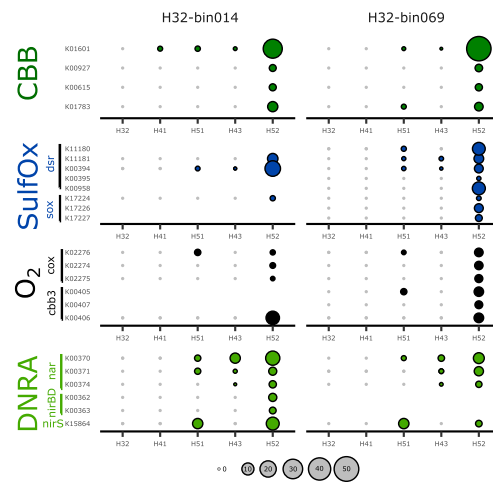 H32-bin014 H32-bin069
CBB
K01601
K00927
K00615
K01783
H32 H41 H51 H43 H52 H32 H41 H51 H43 H52
SulfOx
dsr
K11180
K11181
K00394
K00395
K00958
sox
K17224
K17226
K17227
H32 H41 H51 H43 H52 H32 H41 H51 H43 H52
O2
cox
K02276
K02274
K02275
cbb3
K00405
K00407
K00406
H32 H41 H51 H43 H52 H32 H41 H51 H43 H52
DNRA
nar
K00370
K00371
K00374
nirBD
K00362
K00363
nirS K15864
H32 H41 H51 H43 H52 H32 H41 H51 H43 H52
0 10 20 30 40 50